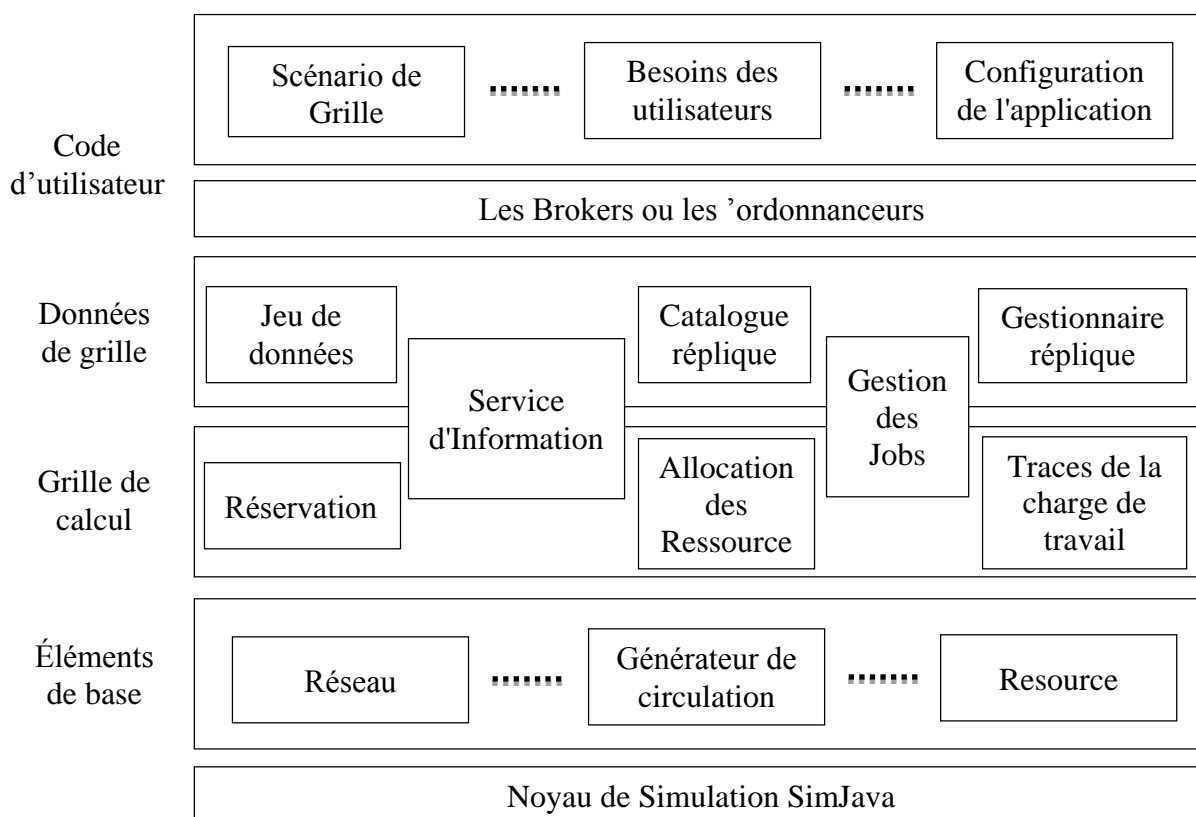 Scénario de
Grille
Besoins des
utilisateurs
Configuration
de l'application
Code
d’utilisateur
Les Brokers ou les ’ordonnanceurs
Données
de grille
Jeu de
données
Service
d'Information
Catalogue
réplique
Gestion
des
Jobs
Gestionnaire
réplique
Grille de
calcul
Réservation
Allocation
des
Ressource
Traces de la
charge de
travail
Éléments
de base
Réseau
Générateur de
circulation
Resource
Noyau de Simulation SimJava